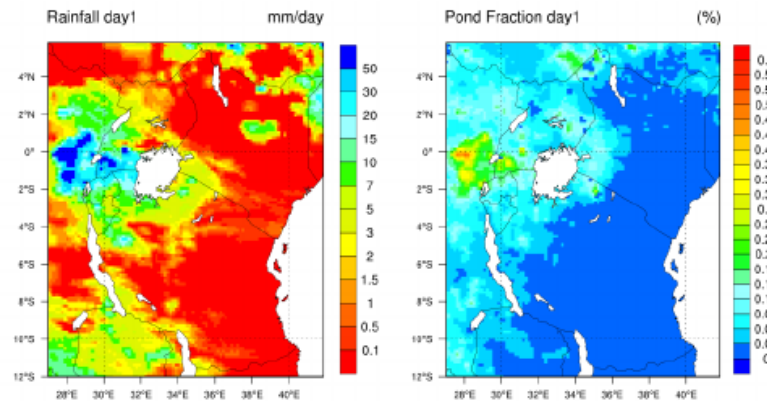 Rainfall day1 mm/day
4°N
2°N
0°
2°S
4°S
6°S
8°S
10°S
12°S
28°E 30°E 32°E 34°E 36°E 38°E 40°E
50
30
20
15
10
7
5
3
2
1.5
1
0.5
0.1
Pond Fraction day1 (%)
4°N
2°N
0°
2°S
4°S
6°S
8°S
10°S
12°S
28°E 30°E 32°E 34°E 36°E 38°E 40°E